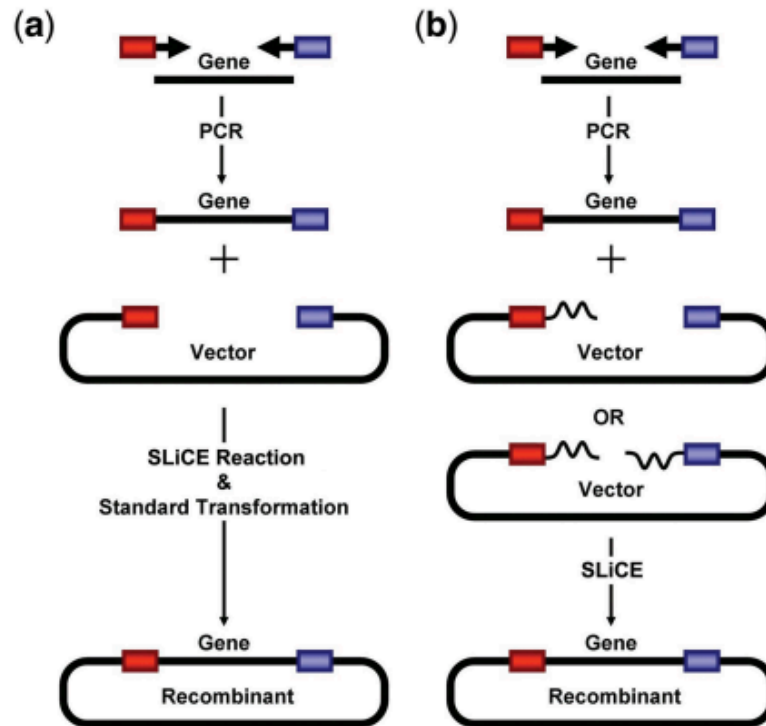 (a)
Gene
PCR
Gene
+
Vector
SLiCE Reaction
&
Standard Transformation
Gene
Recombinant
(b)
Gene
PCR
Gene
+
Vector
OR
Vector
SLiCE
Gene
Recombinant